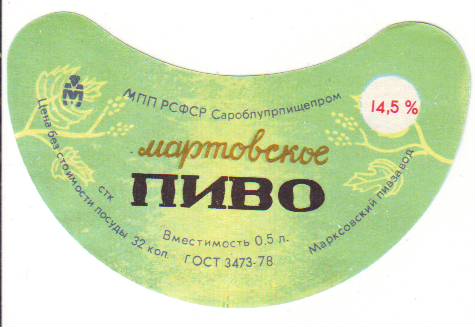 МПП РСФСР Сароблупрпищепром
14,5 %
мартовское
ПИВО
Вместимость 0,5 л.
ГОСТ 3473-78
Цена без стоимости посуды 32 коп.
стк
Марксовский пивзавод
М